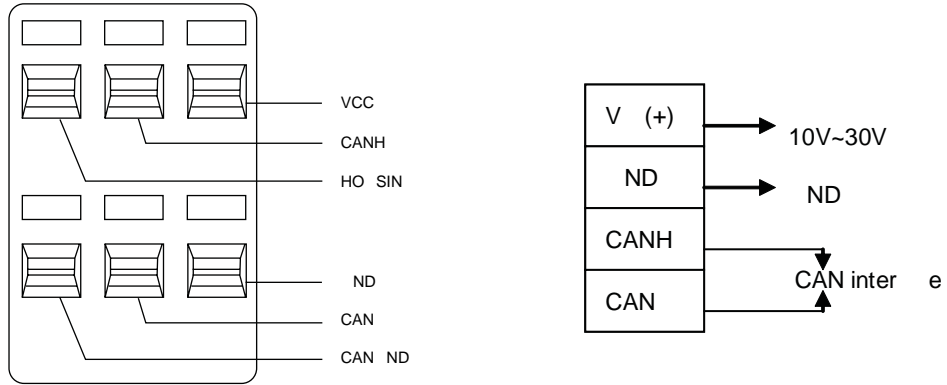 VCC
CANH
HO SIN
ND
CAN
CAN ND
V (+)
10V~30V
ND
ND
CANH
CAN
CAN inter e